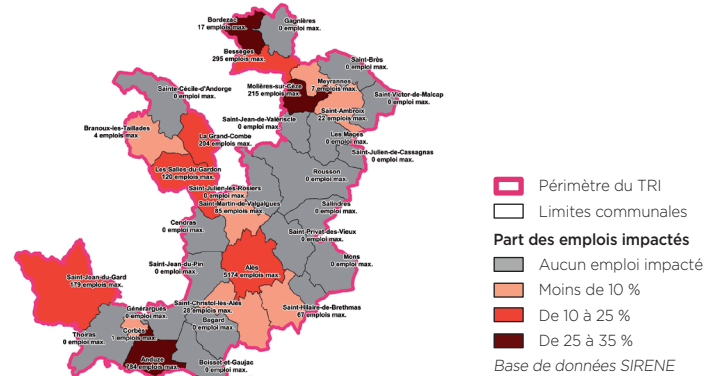 Bordezac
17 emplois max.
Gagnières
0 emploi max.
Bessèges
295 emplois max.
Saint-Brès
0 emploi max.
Meyrannes
7 emplois max.
Molières-sur-Cèze
215 emplois max.
Sainte-Cécile-d'Andorge
0 emploi max.
Saint-Victor-de-Malcap
0 emploi max.
Saint-Ambroix
22 emplois max.
Saint-Jean-de-Valériscle
0 emploi max.
Branoux-les-Taillades
4 emplois max.
La Grand-Combe
204 emplois max.
Les Mages
0 emploi max.
Saint-Julien-de-Cassagnas
0 emploi max.
Les Salles-du-Gardon
120 emplois max.
Rousson
0 emploi max.
Saint-Julien-les-Rosiers
0 emploi max.
Saint-Martin-de-Valgalgues
85 emplois max.
Salindres
0 emploi max.
Cendras
0 emploi max.
Saint-Privat-des-Vieux
0 emploi max.
Mons
0 emploi max.
Saint-Jean-du-Pin
0 emploi max.
Alès
5174 emplois max.
Saint-Jean-du-Gard
179 emplois max.
Saint-Christol-les-Alès
28 emplois max.
Saint-Hilaire-de-Brethmas
67 emplois max.
Générargues
0 emploi max.
Bagard
0 emploi max.
Corbès
1 emplois max.
Thoiras
0 emploi max.
Anduze
784 emplois max.
Boisset-et-Gaujac
0 emploi max.
Périmètre du TRI
Limites communales
Part des emplois impactés
Aucun emploi impacté
Moins de 10 %
De 10 à 25 %
De 25 à 35 %
Base de données SIRENE